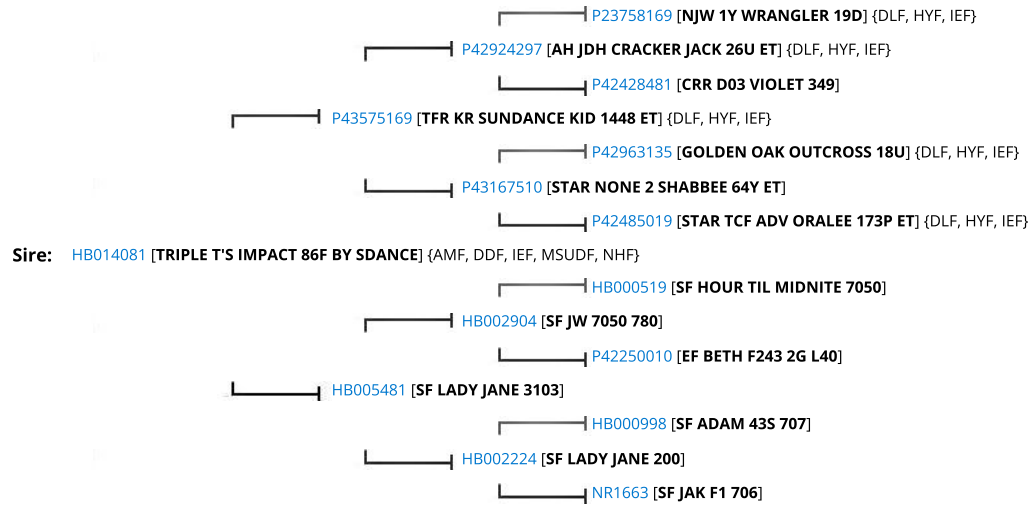 P23758169 [NJW 1Y WRANGLER 19D] {DLF, HYF, IEF}
P42924297 [AH JDH CRACKER JACK 26U ET] {DLF, HYF, IEF}
P42428481 [CRR D03 VIOLET 349]
P43575169 [TFR KR SUNDANCE KID 1448 ET] {DLF, HYF, IEF}
P42963135 [GOLDEN OAK OUTCROSS 18U] {DLF, HYF, IEF}
P43167510 [STAR NONE 2 SHABBEE 64Y ET]
P42485019 [STAR TCF ADV ORALEE 173P ET] {DLF, HYF, IEF}
Sire: HB014081 [TRIPLE T'S IMPACT 86F BY SDANCE] {AMF, DDF, IEF, MSUDF, NHF}
HB000519 [SF HOUR TIL MIDNITE 7050]
HB002904 [SF JW 7050 780]
P42250010 [EF BETH F243 2G L40]
HB005481 [SF LADY JANE 3103]
HB000998 [SF ADAM 43S 707]
HB002224 [SF LADY JANE 200]
NR1663 [SF JAK F1 706]